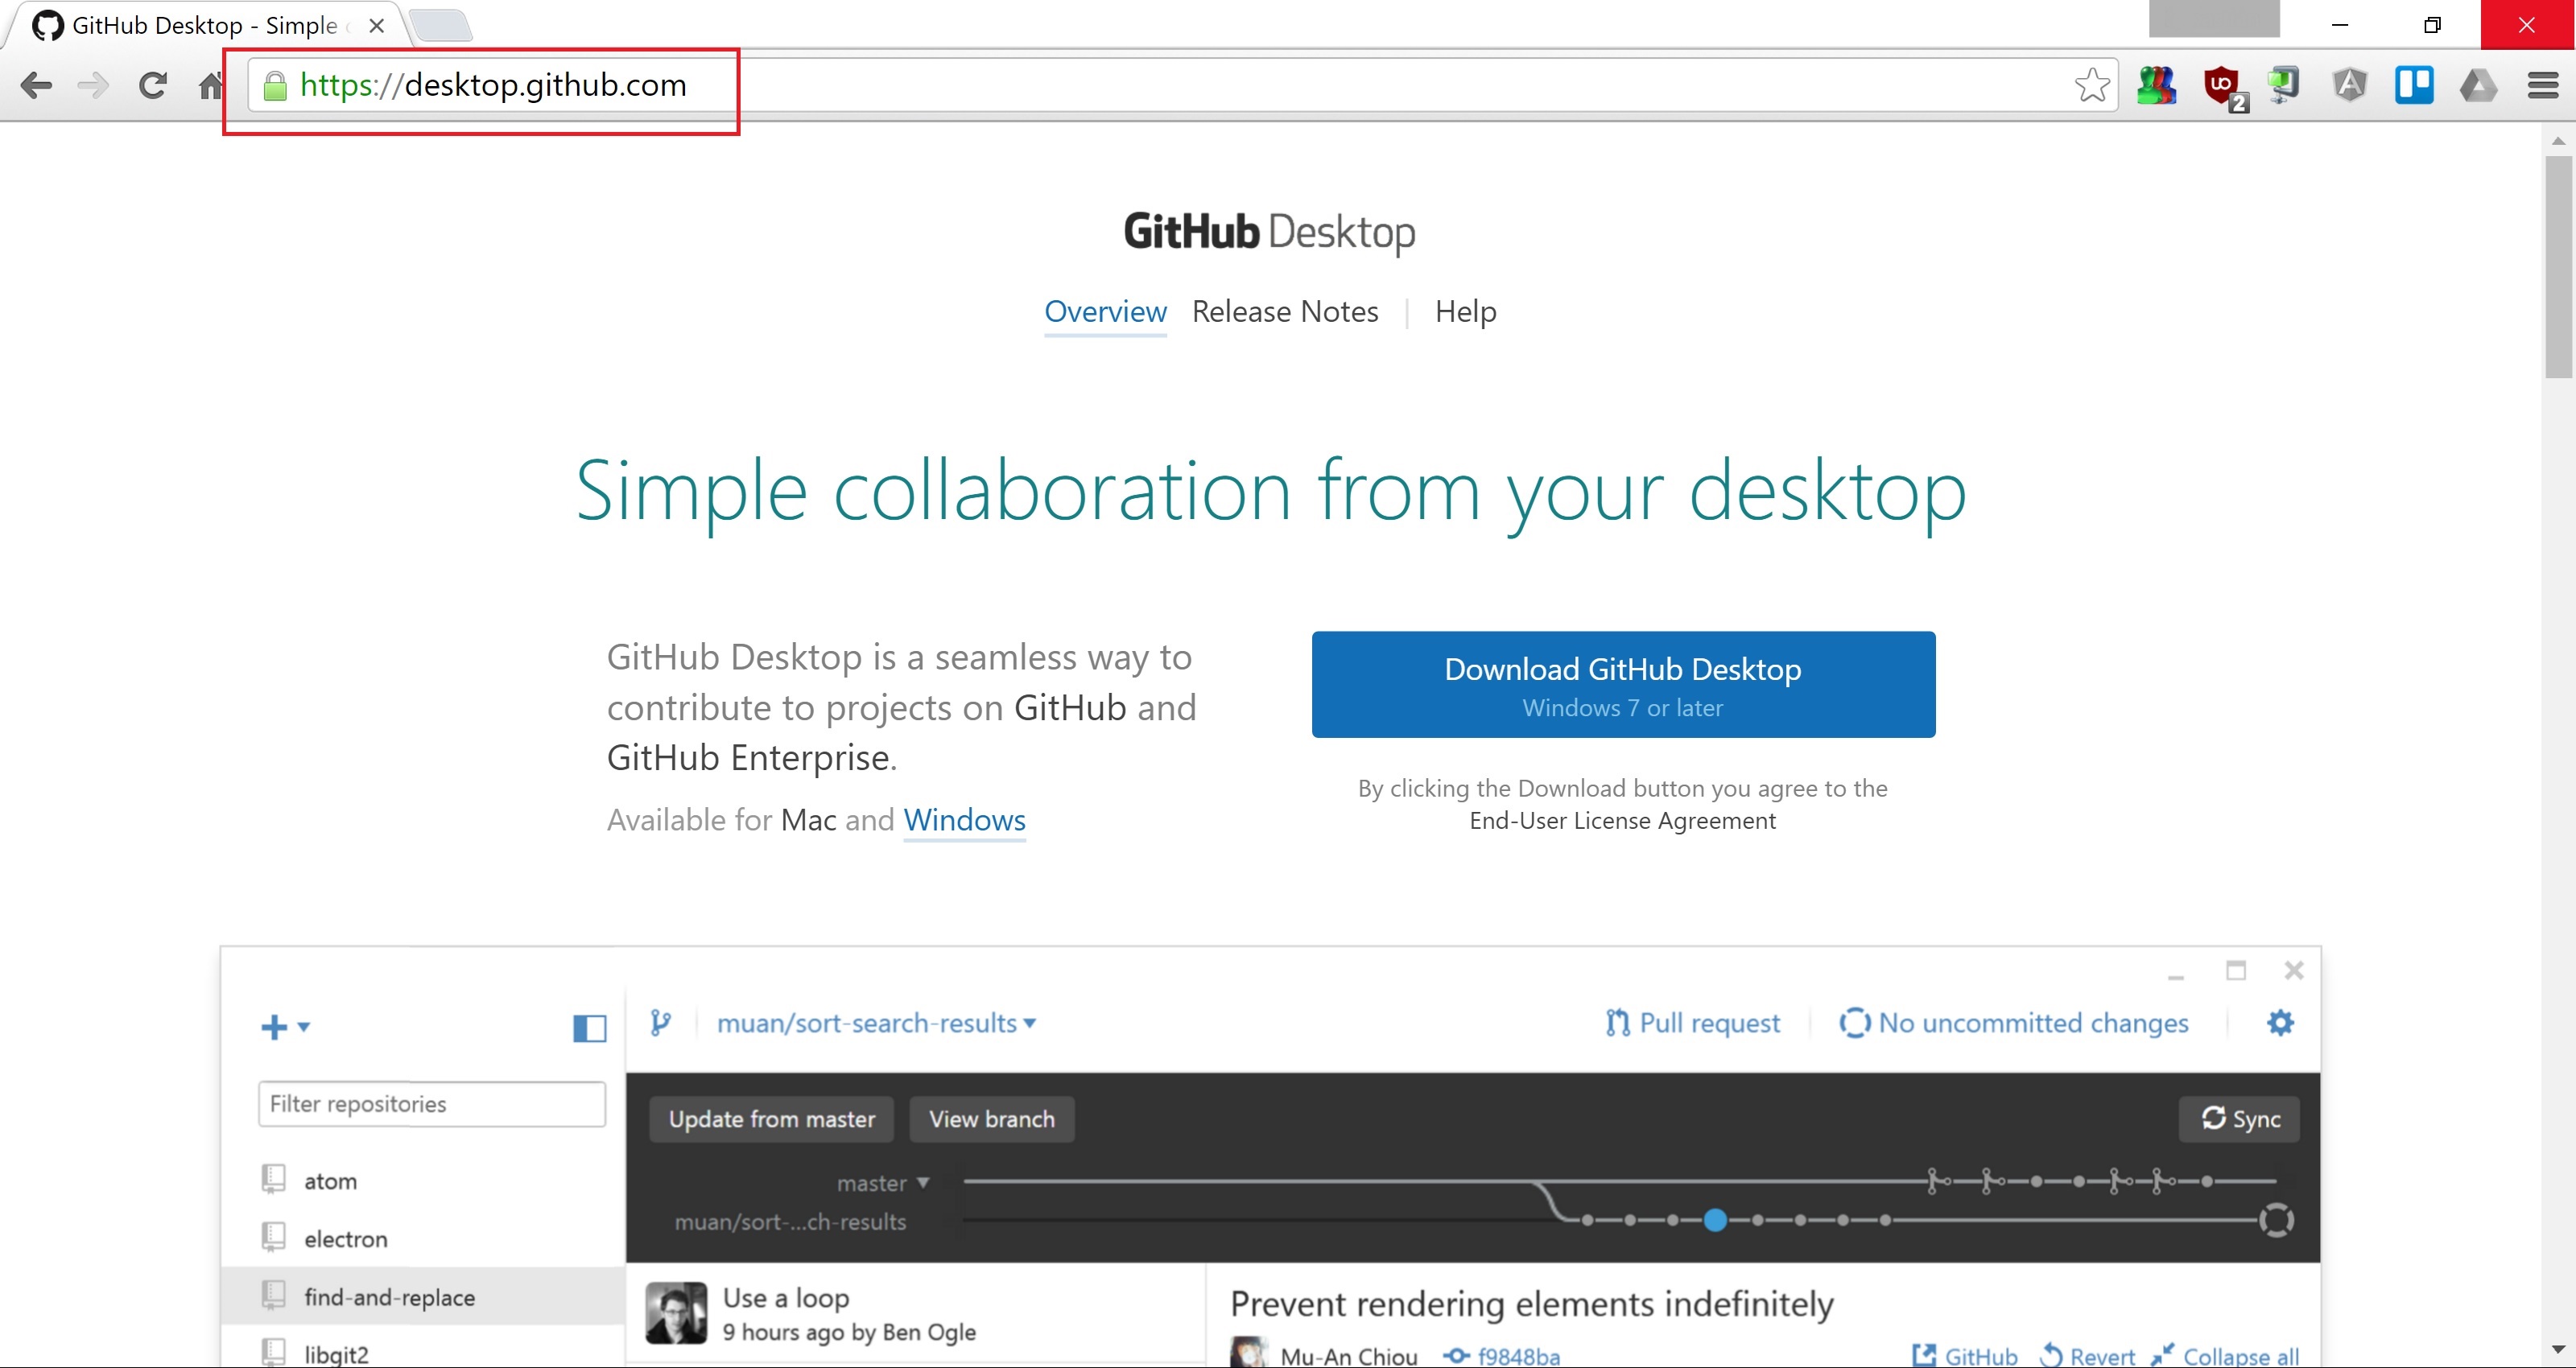 GitHub Desktop - Simple
https://desktop.github.com
2
GitHub Desktop
Overview Release Notes | Help
Simple collaboration from your desktop
GitHub Desktop is a seamless way to
contribute to projects on GitHub and
GitHub Enterprise.
Available for Mac and Windows
Download GitHub Desktop
Windows 7 or later
By clicking the Download button you agree to the
End-User License Agreement
muan/sort-search-results
Pull request
No uncommitted changes
Filter repositories
atom
electron
find-and-replace
libgit2
Update from master
View branch
Sync
master
muan/sort-...ch-results
Use a loop
9 hours ago by Ben Ogle
Prevent rendering elements indefinitely
Mu-An Chiou f9848ba
GitHub Revert Collapse all